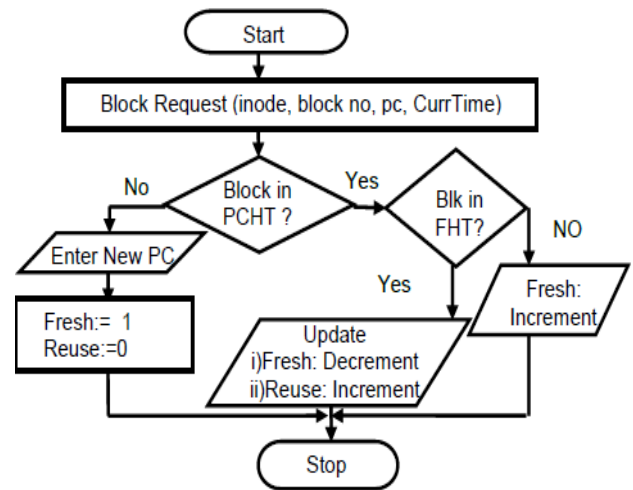 Start
Block Request (inode, block no, pc, CurrTime)
No
Block in
PCHT ?
Yes
Blk in
FHT?
NO
Enter New PC
Yes
Fresh:
Increment
Fresh:= 1
Reuse:=0
Update
i)Fresh: Decrement
ii)Reuse: Increment
Stop